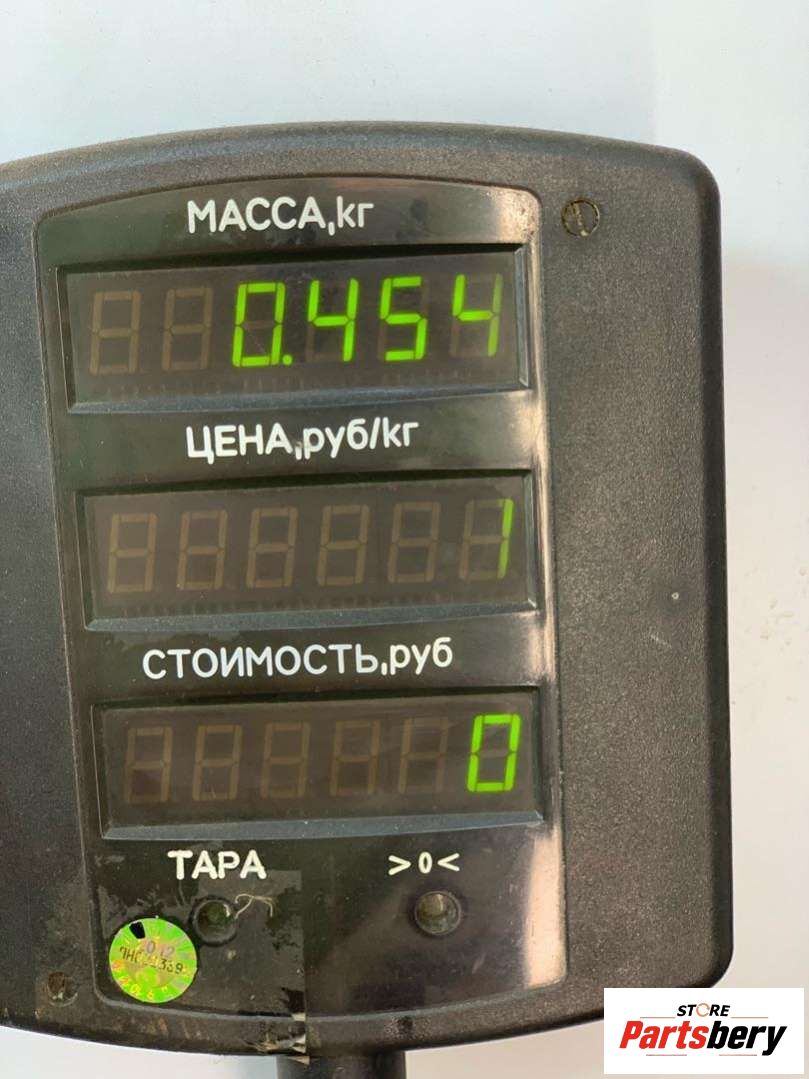 МАССА,кг
0.454
ЦЕНА,руб/кг
1
СТОИМОСТЬ,руб
0
ТАРА >0<
STORE
Partsbery